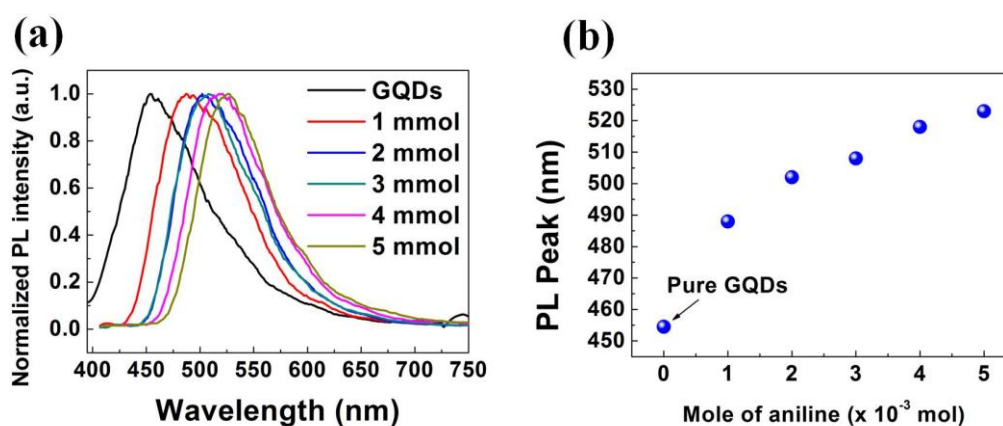 (a)
Normalized PL intensity (a.u.)
1.0
0.8
0.6
0.4
0.2
0.0
GQDs
1 mmol
2 mmol
3 mmol
4 mmol
5 mmol
400 450 500 550 600 650 700 750
Wavelength (nm)
(b)
PL Peak (nm)
530
520
510
500
490
480
470
460
450
Pure GQDs
0 1 2 3 4 5
Mole of aniline (x 10⁻³ mol)